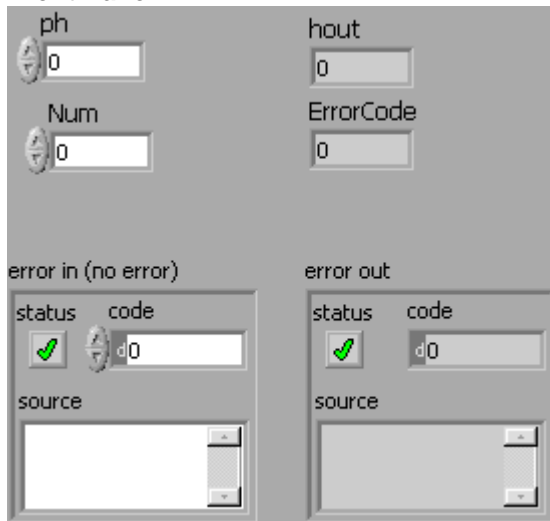 ph
hout
0
0
Num
ErrorCode
0
0
error in (no error)
error out
status code
status code
d0
d0
source
source